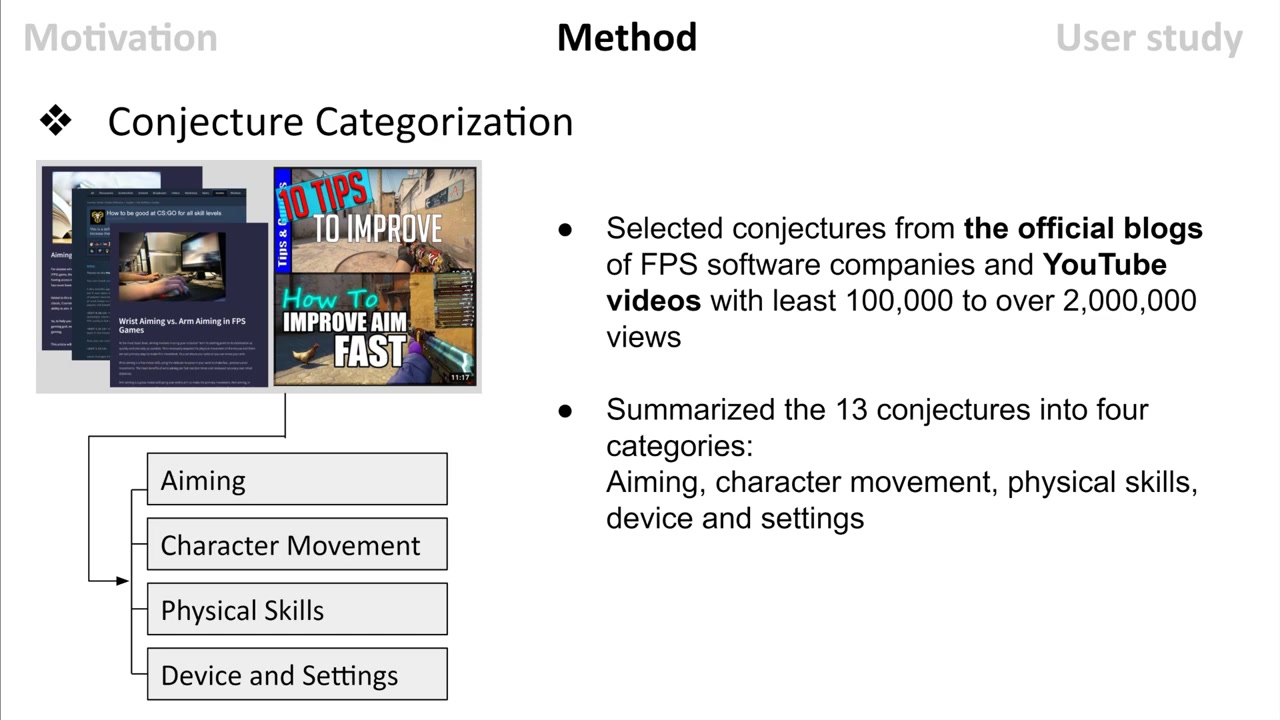 Motivation
Method
User study
❖ Conjecture Categorization
How to be good at CS:GO for all skill levels
Wrist Aiming vs. Arm Aiming in FPS
Games
Tips &
10 TIPS
TO IMPROVE
How To
IMPROVE AIM
FAST
11:17
Aiming
Character Movement
Physical Skills
Device and Settings
● Selected conjectures from the official blogs
of FPS software companies and YouTube
videos with least 100,000 to over 2,000,000
views
● Summarized the 13 conjectures into four
categories:
Aiming, character movement, physical skills,
device and settings